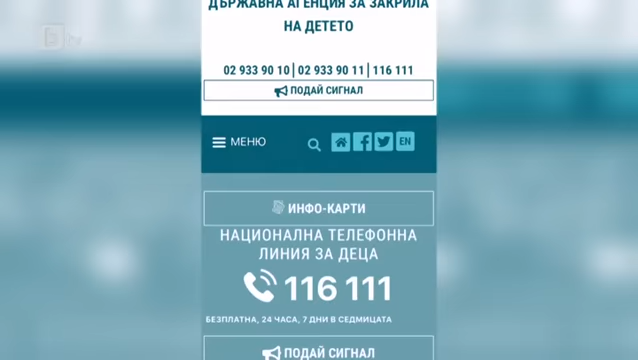 btv
ДЪРЖАВНА АГЕНЦИЯ ЗА ЗАКРИЛА
НА ДЕТЕТО
02 933 90 10 | 02 933 90 11 | 116 111
ПОДАЙ СИГНАЛ
МЕНЮ
EN
ИНФО-КАРТИ
НАЦИОНАЛНА ТЕЛЕФОННА
ЛИНИЯ ЗА ДЕЦА
116 111
БЕЗПЛАТНА, 24 ЧАСА, 7 ДНИ В СЕДМИЦАТА
ПОДАЙ СИГНАЛ